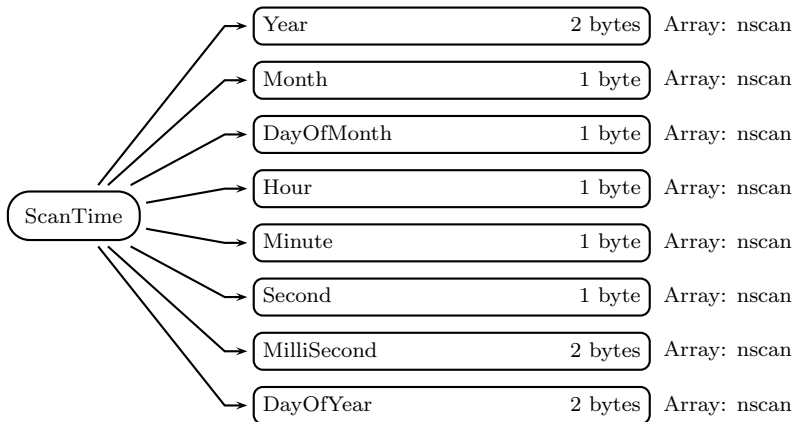 Year 2 bytes Array: nscan
Month 1 byte Array: nscan
DayOfMonth 1 byte Array: nscan
Hour 1 byte Array: nscan
ScanTime
Minute 1 byte Array: nscan
Second 1 byte Array: nscan
MilliSecond 2 bytes Array: nscan
DayOfYear 2 bytes Array: nscan